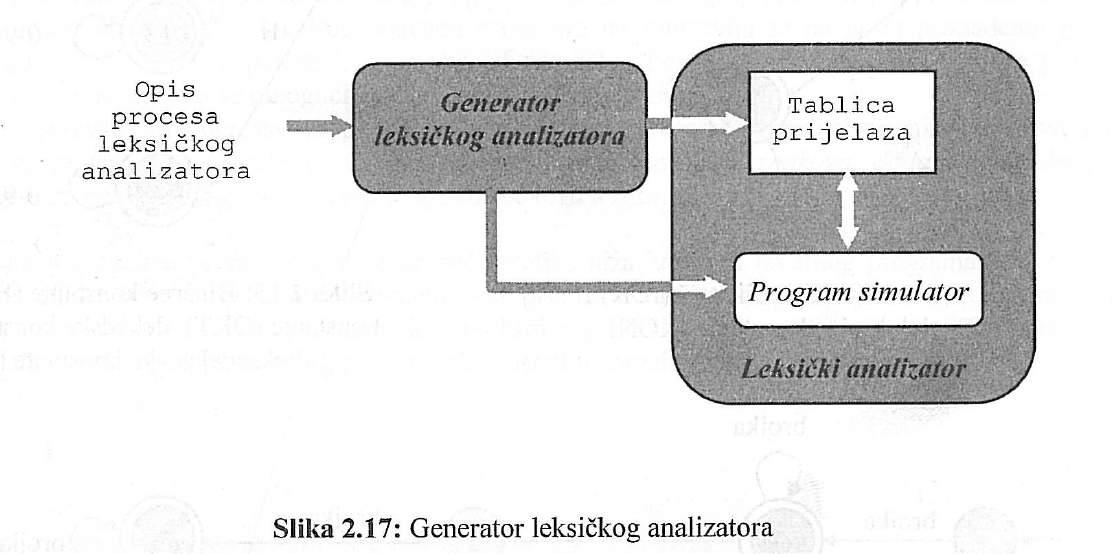 Opis
procesa
leksičkog
analizatora
Generator
leksičkog analizatora
Tablica
prijelaza
Program simulator
Leksički analizator
Slika 2.17: Generator leksičkog analizatora